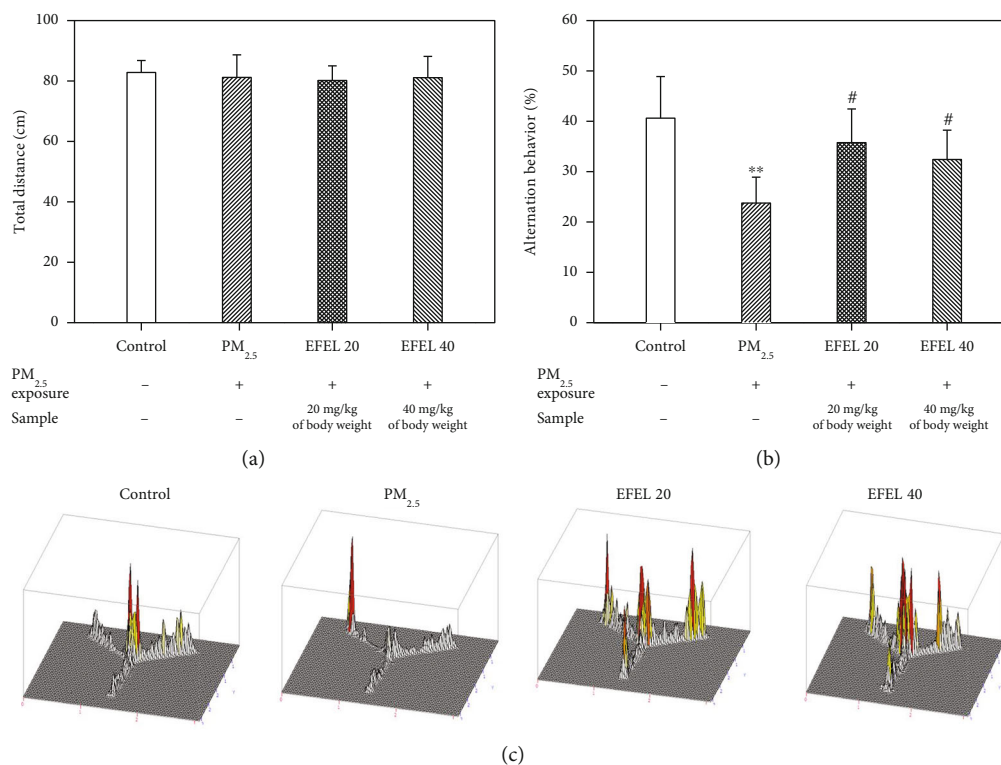 100
80
60
40
20
0
Total distance (cm)
Control
PM2.5
EFEL 20
EFEL 40
PM2.5 exposure
–
+
+
+
Sample
–
–
20 mg/kg of body weight
40 mg/kg of body weight
(a)
60
50
40
30
20
10
0
Alternation behavior (%)
**
#
#
Control
PM2.5
EFEL 20
EFEL 40
PM2.5 exposure
–
+
+
+
Sample
–
–
20 mg/kg of body weight
40 mg/kg of body weight
(b)
Control
PM2.5
EFEL 20
EFEL 40
(c)